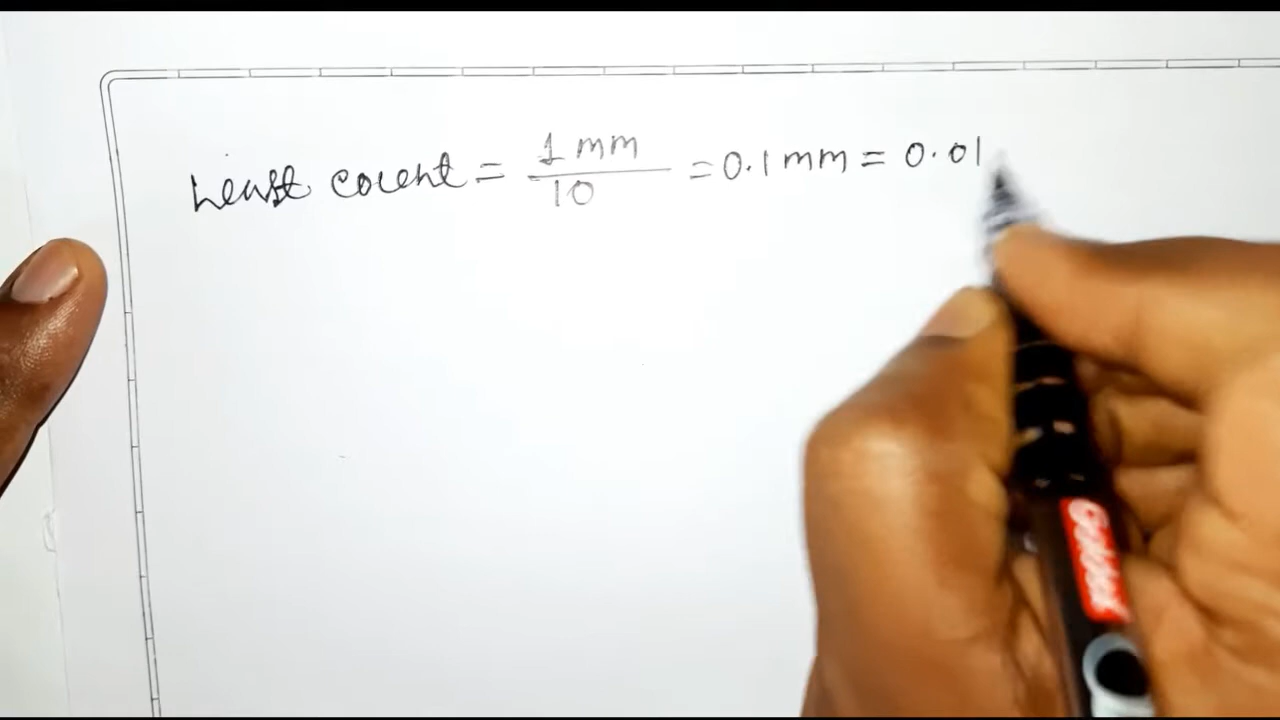 Least count = 1 mm / 10 = 0.1 mm = 0.01